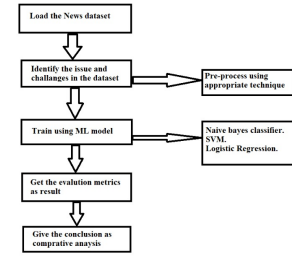 Load the News dataset
Identify the issue and
challanges in the dataset
Pre-process using
appropriate technique
Train using ML model
Naive bayes classifier.
SVM.
Logistic Regression.
Get the evalution metrics
as result
Give the conclusion as
comprative anaysis